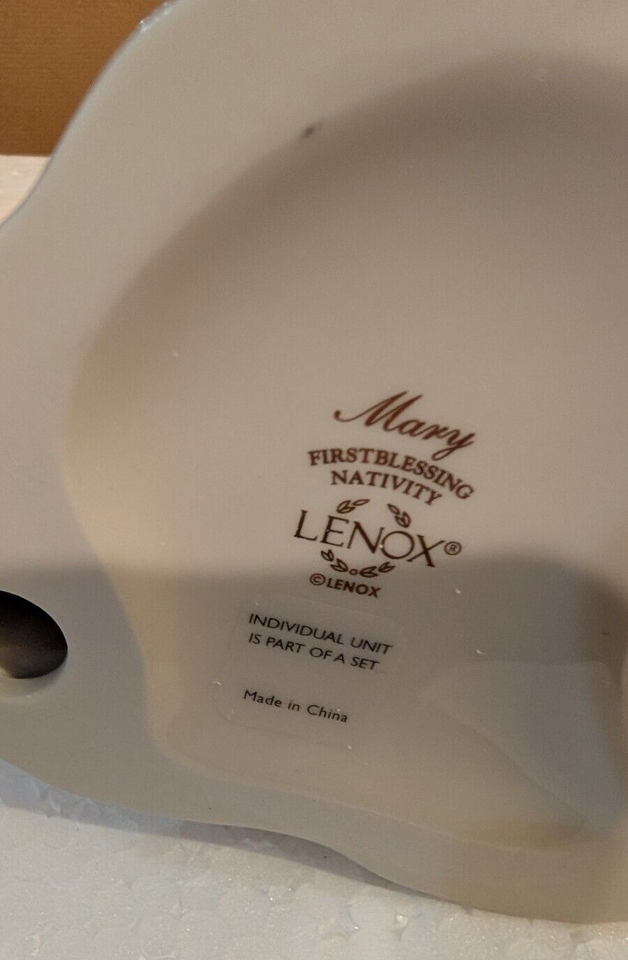 Mary
FIRSTBLESSING
NATIVITY
LENOX®
©LENOX
INDIVIDUAL UNIT
IS PART OF A SET
Made in China